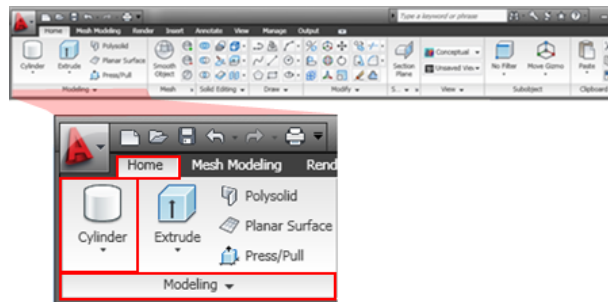 Type a keyword or phrase
Home Mesh Modeling Render Insert Annotate View Manage Output
Polysolid
Cylinder Extrude Planar Surface Smooth Object Section Plane Conceptual No Filter Move Gizmo Paste
Press/Pull Unsaved View
Modeling Mesh Solid Editing Draw Modify S... View Subobject Clipboard
Home Mesh Modeling Rend
Polysolid
Planar Surface
Cylinder Extrude
Press/Pull
Modeling